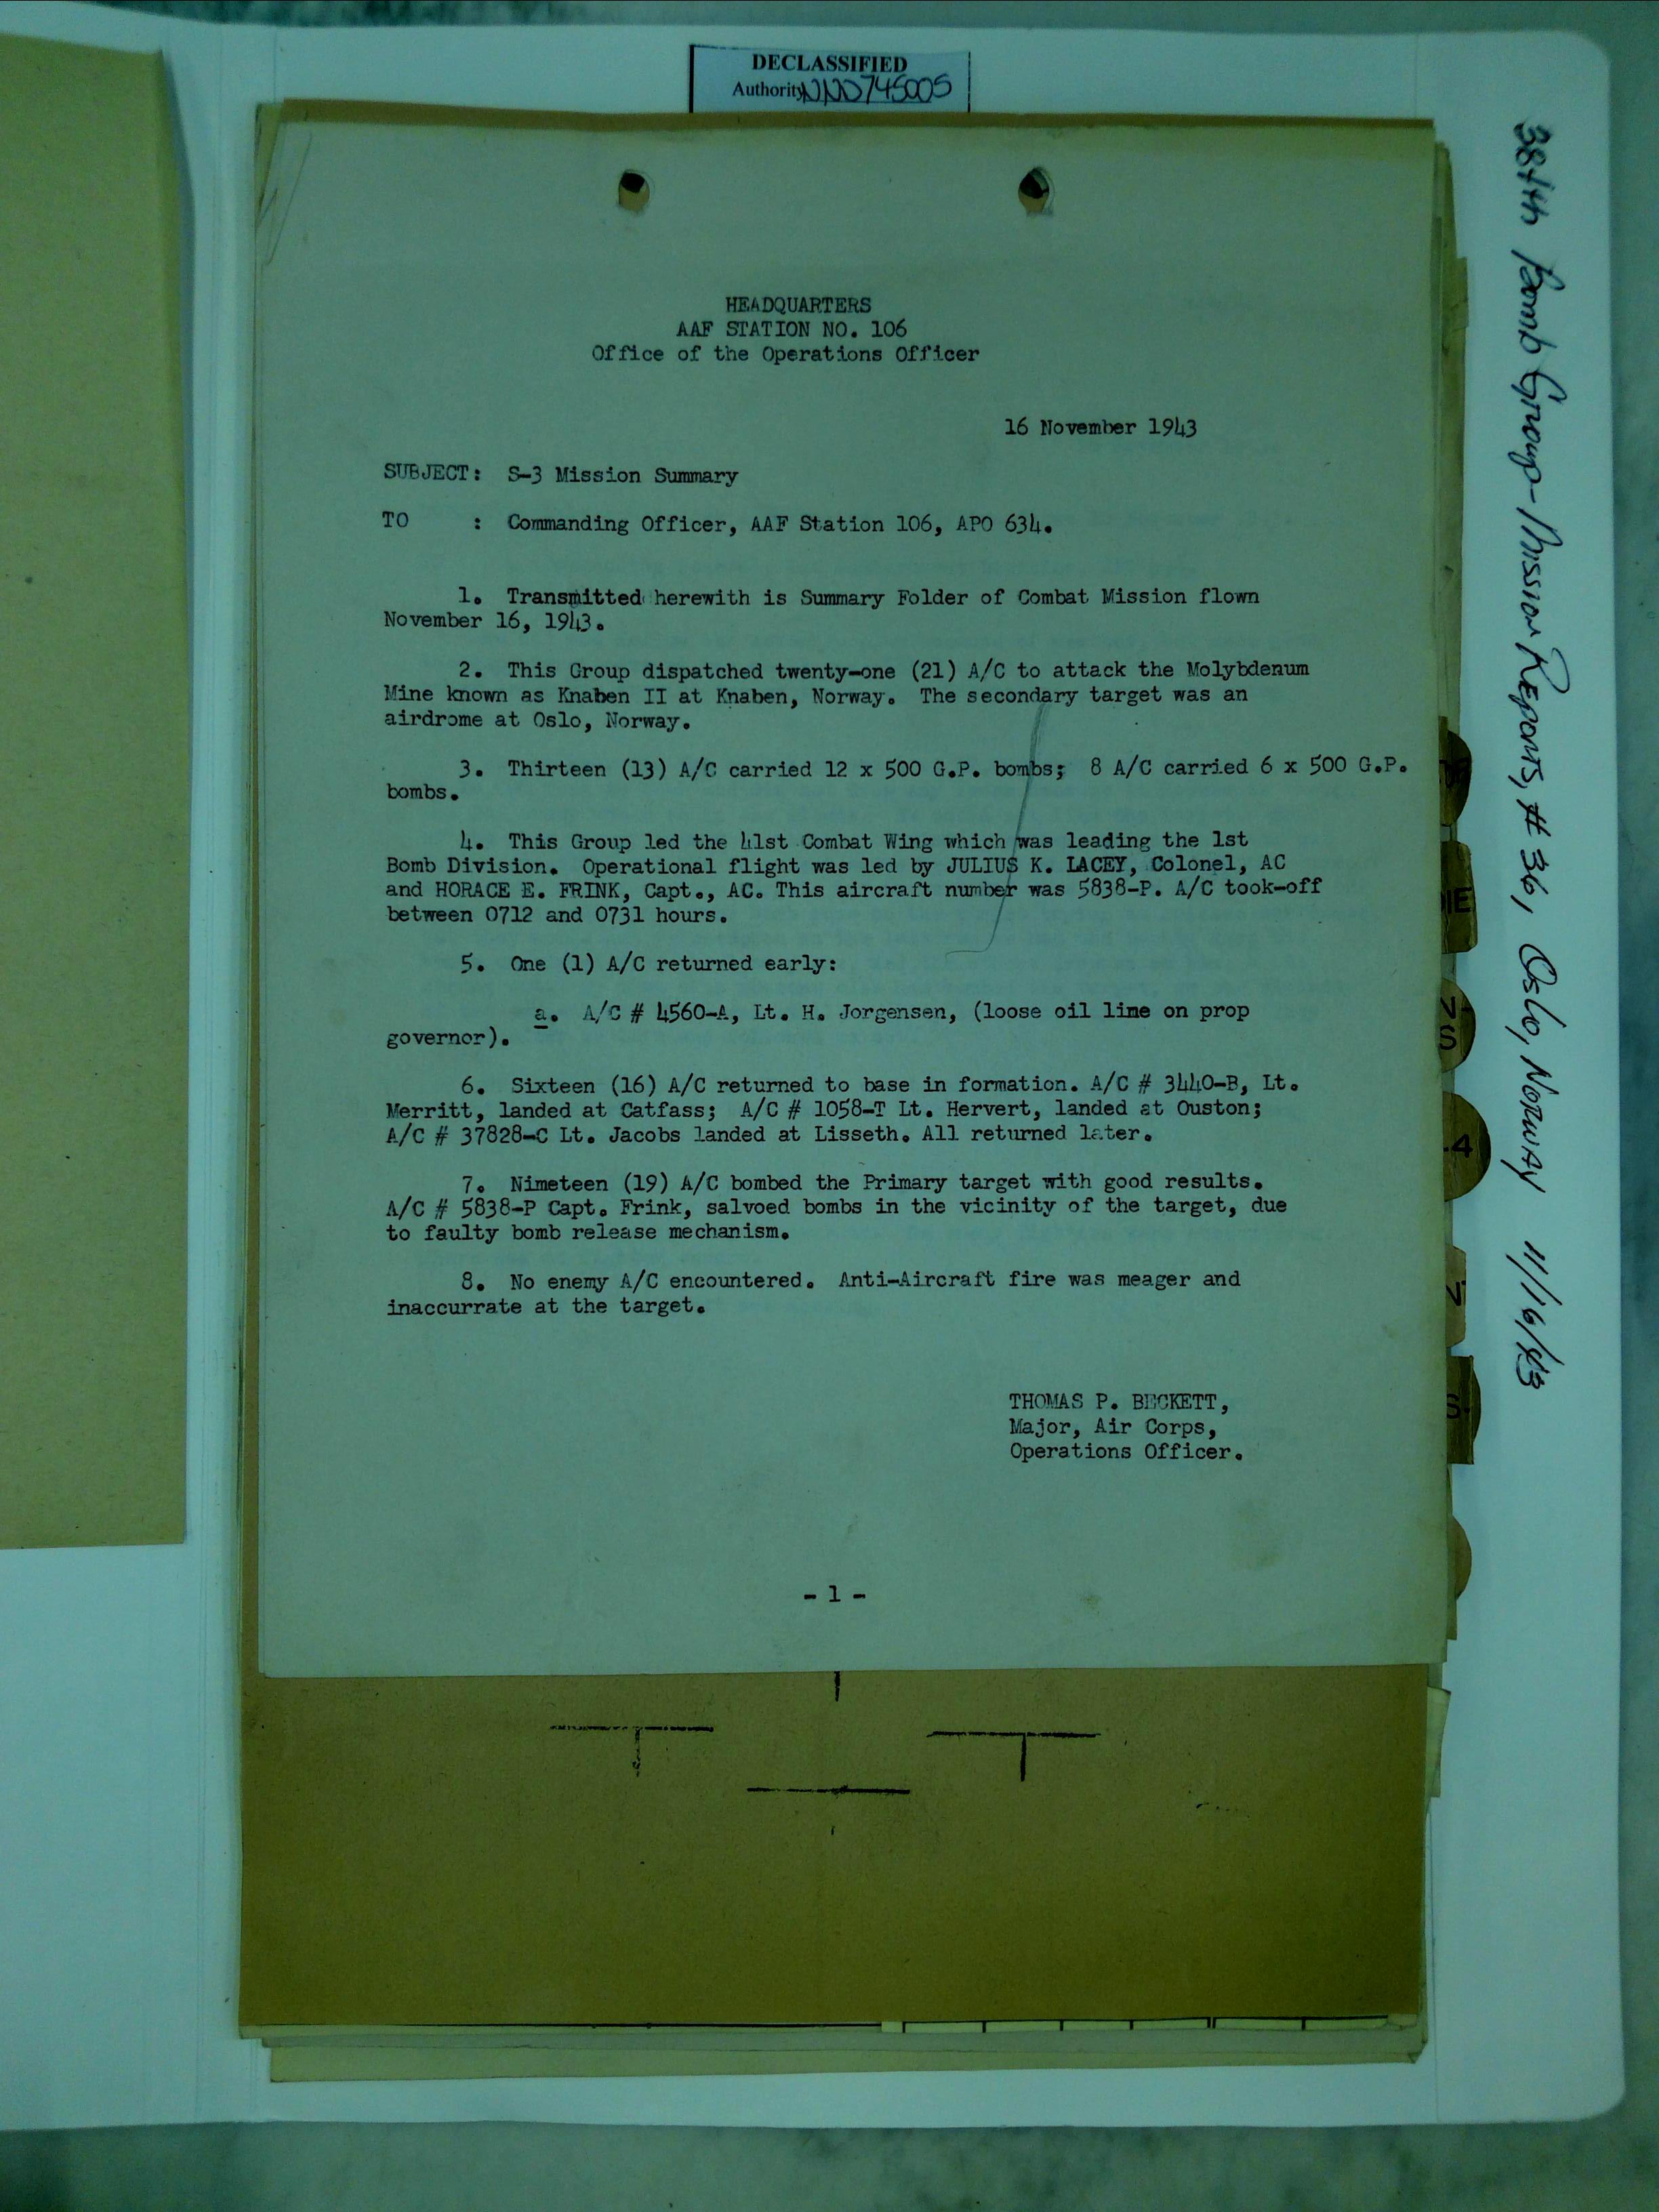 DECLASSIFIED
Authority NND745005
HEADQUARTERS
AAF STATION NO. 106
Office of the Operations Officer
16 November 1943
SUBJECT: S-3 Mission Summary
TO : Commanding Officer, AAF Station 106, APO 634.
1. Transmitted herewith is Summary Folder of Combat Mission flown
November 16, 1943.
2. This Group dispatched twenty-one (21) A/C to attack the Molybdenum
Mine known as Knaben II at Knaben, Norway. The secondary target was an
airdrome at Oslo, Norway.
3. Thirteen (13) A/C carried 12 x 500 G.P. bombs; 8 A/C carried 6 x 500 G.P.
bombs.
4. This Group led the 41st Combat Wing which was leading the 1st
Bomb Division. Operational flight was led by JULIUS K. LACEY, Colonel, AC
and HORACE E. FRINK, Capt., AC. This aircraft number was 5838-P. A/C took-off
between 0712 and 0731 hours.
5. One (1) A/C returned early:
a. A/C # 4560-A, Lt. H. Jorgensen, (loose oil line on prop
governor).
6. Sixteen (16) A/C returned to base in formation. A/C # 3440-B, Lt.
Merritt, landed at Catfass; A/C # 1058-T Lt. Hervert, landed at Ouston;
A/C # 37828-C Lt. Jacobs landed at Lisseth. All returned later.
7. Nimeteen (19) A/C bombed the Primary target with good results.
A/C # 5838-P Capt. Frink, salvoed bombs in the vicinity of the target, due
to faulty bomb release mechanism.
8. No enemy A/C encountered. Anti-Aircraft fire was meager and
inaccurrate at the target.
THOMAS P. BECKETT,
Major, Air Corps,
Operations Officer.
- 1 -
384th Bomb Group - Mission Reports, # 36, Oslo, Norway 11/16/43